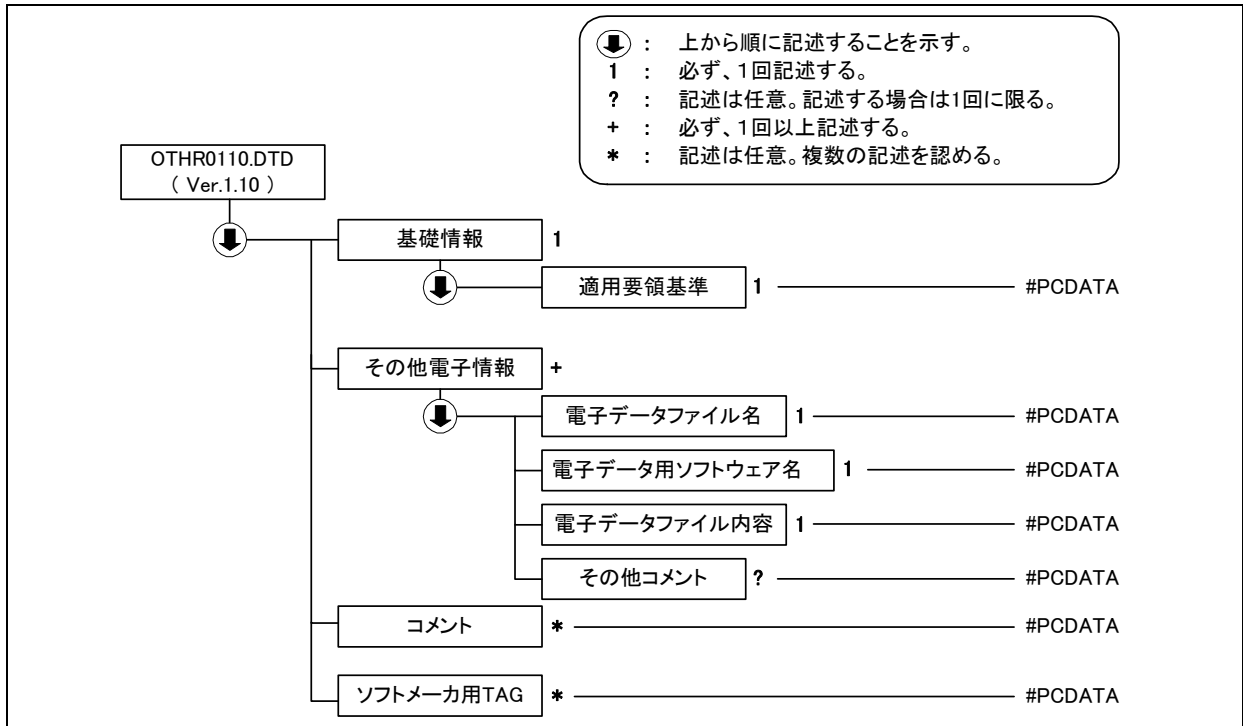 ： 上から順に記述することを示す。
1 ： 必ず、1回記述する。
? ： 記述は任意。記述する場合は1回に限る。
+ ： 必ず、1回以上記述する。
* ： 記述は任意。複数の記述を認める。
OTHR0110.DTD
（ Ver.1.10 ）
基礎情報 1
適用要領基準 1 #PCDATA
その他電子情報 +
電子データファイル名 1 #PCDATA
電子データ用ソフトウェア名 1 #PCDATA
電子データファイル内容 1 #PCDATA
その他コメント ? #PCDATA
コメント * #PCDATA
ソフトメーカ用TAG * #PCDATA